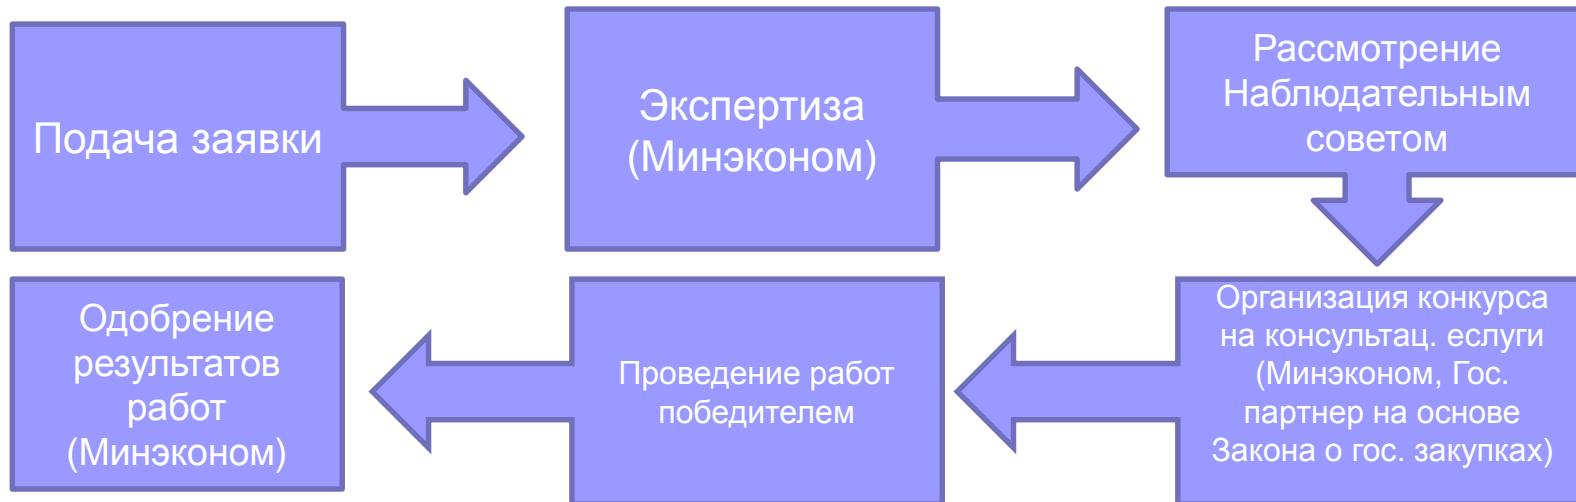 Подача заявки
Экспертиза
(Минэконом)
Рассмотрение
Наблюдательным
советом
Организация конкурса
на консультац. еслуги
(Минэконом, Гос.
партнер на основе
Закона о гос. закупках)
Проведение работ
победителем
Одобрение
результатов
работ
(Минэконом)